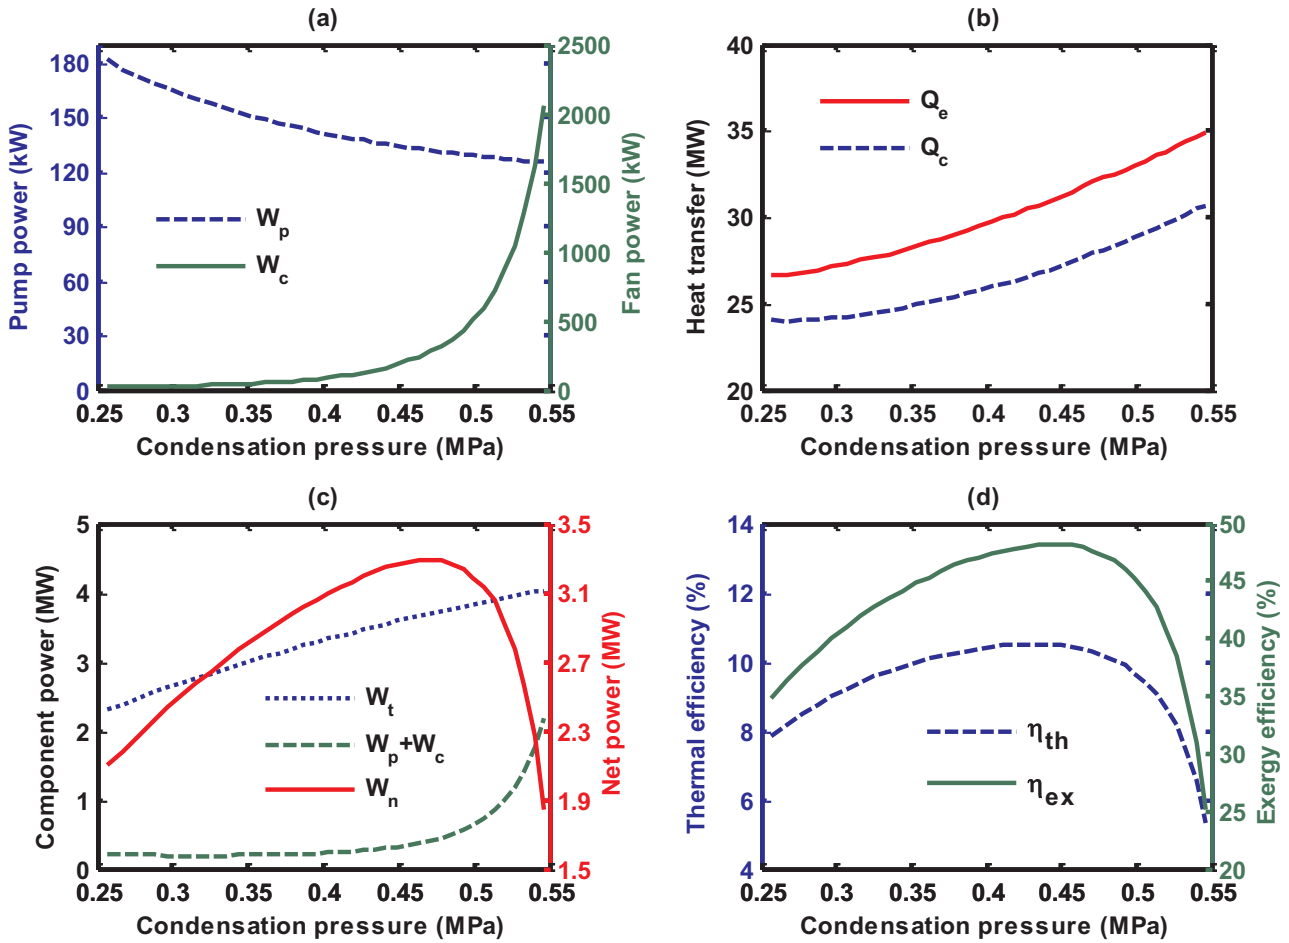 (a)
180
150
120
90
60
30
0
Pump power (kW)
2500
2000
1500
1000
500
0
Fan power (kW)
W_p
W_c
0.25 0.3 0.35 0.4 0.45 0.5 0.55
Condensation pressure (MPa)
(b)
40
35
30
25
20
Heat transfer (MW)
Q_e
Q_c
0.25 0.3 0.35 0.4 0.45 0.5 0.55
Condensation pressure (MPa)
(c)
5
4
3
2
1
0
Component power (MW)
3.5
3.1
2.7
2.3
1.9
1.5
Net power (MW)
W_t
W_p+W_c
W_n
0.25 0.3 0.35 0.4 0.45 0.5 0.55
Condensation pressure (MPa)
(d)
14
12
10
8
6
4
Thermal efficiency (%)
50
45
40
35
30
25
20
Exergy efficiency (%)
η_th
η_ex
0.25 0.3 0.35 0.4 0.45 0.5 0.55
Condensation pressure (MPa)